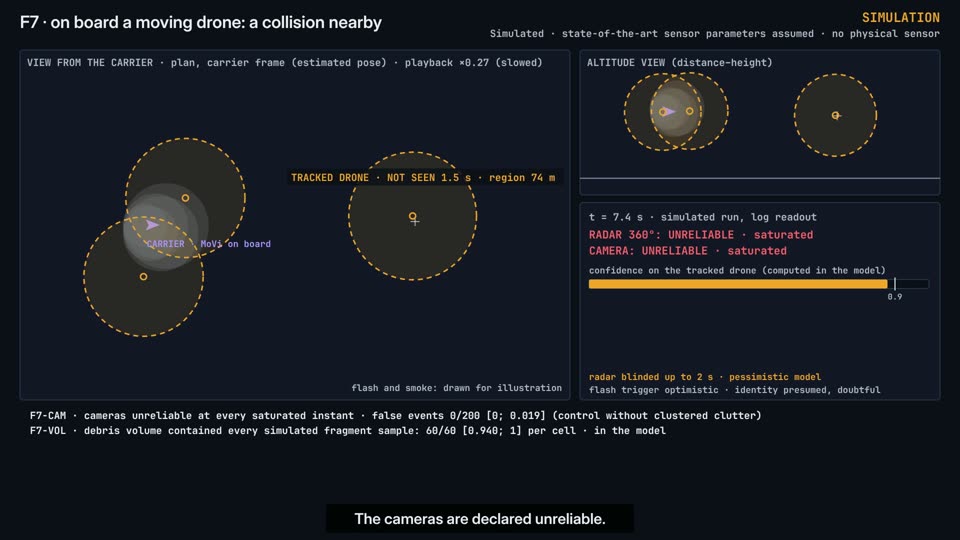 F7 · on board a moving drone: a collision nearby
SIMULATION
Simulated · state-of-the-art sensor parameters assumed · no physical sensor
VIEW FROM THE CARRIER · plan, carrier frame (estimated pose) · playback ×0.27 (slowed)
TRACKED DRONE · NOT SEEN 1.5 s · region 74 m
CARRIER · MoVi on board
flash and smoke: drawn for illustration
ALTITUDE VIEW (distance-height)
t = 7.4 s · simulated run, log readout
RADAR 360°: UNRELIABLE · saturated
CAMERA: UNRELIABLE · saturated
confidence on the tracked drone (computed in the model)
0.9
radar blinded up to 2 s · pessimistic model
flash trigger optimistic · identity presumed, doubtful
F7-CAM · cameras unreliable at every saturated instant · false events 0/200 [0; 0.019] (control without clustered clutter)
F7-VOL · debris volume contained every simulated fragment sample: 60/60 [0.940; 1] per cell · in the model
The cameras are declared unreliable.